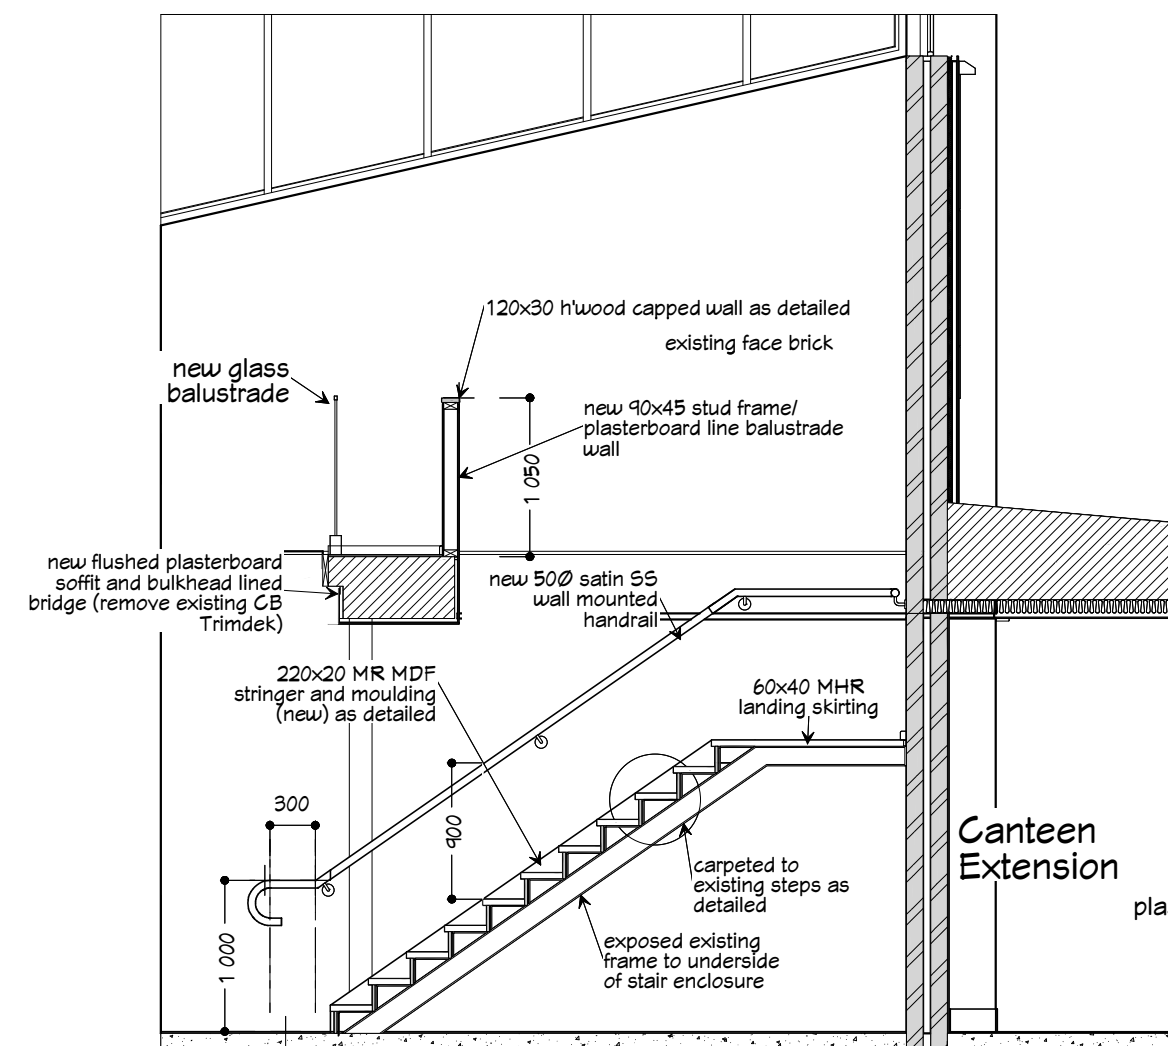 120x30 h'wood capped wall as detailed
existing face brick
new glass
balustrade
new 90x45 stud frame/
plasterboard line balustrade
wall
1 050
new flushed plasterboard
soffit and bulkhead lined
bridge (remove existing CB
Trimdek)
new 50Ø satin SS
wall mounted
handrail
220x20 MR MDF
stringer and moulding
(new) as detailed
60x40 MHR
landing skirting
300
900
1 000
Canteen
Extension
carpeted to
existing steps as
detailed
pla
exposed existing
frame to underside
of stair enclosure